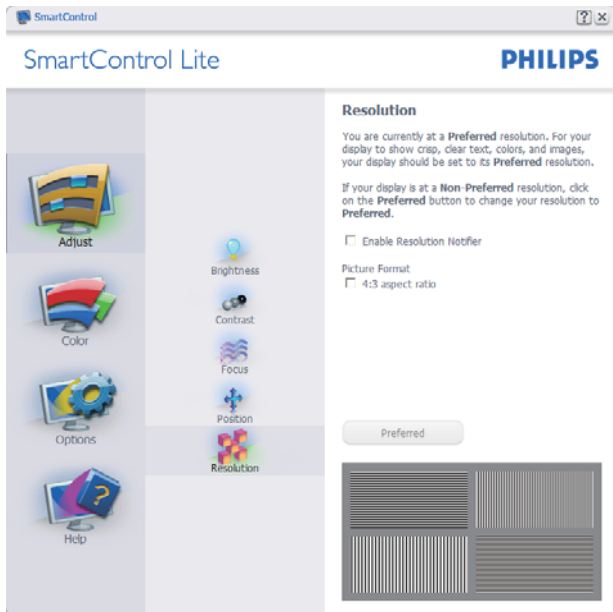 SmartControl
SmartControl Lite
PHILIPS
Adjust
Color
Options
Help
Brightness
Contrast
Focus
Position
Resolution
Resolution
You are currently at a Preferred resolution. For your
display to show crisp, clear text, colors, and images,
your display should be set to its Preferred resolution.
If your display is at a Non-Preferred resolution, click
on the Preferred button to change your resolution to
Preferred.
Enable Resolution Notifier
Picture Format
4:3 aspect ratio
Preferred